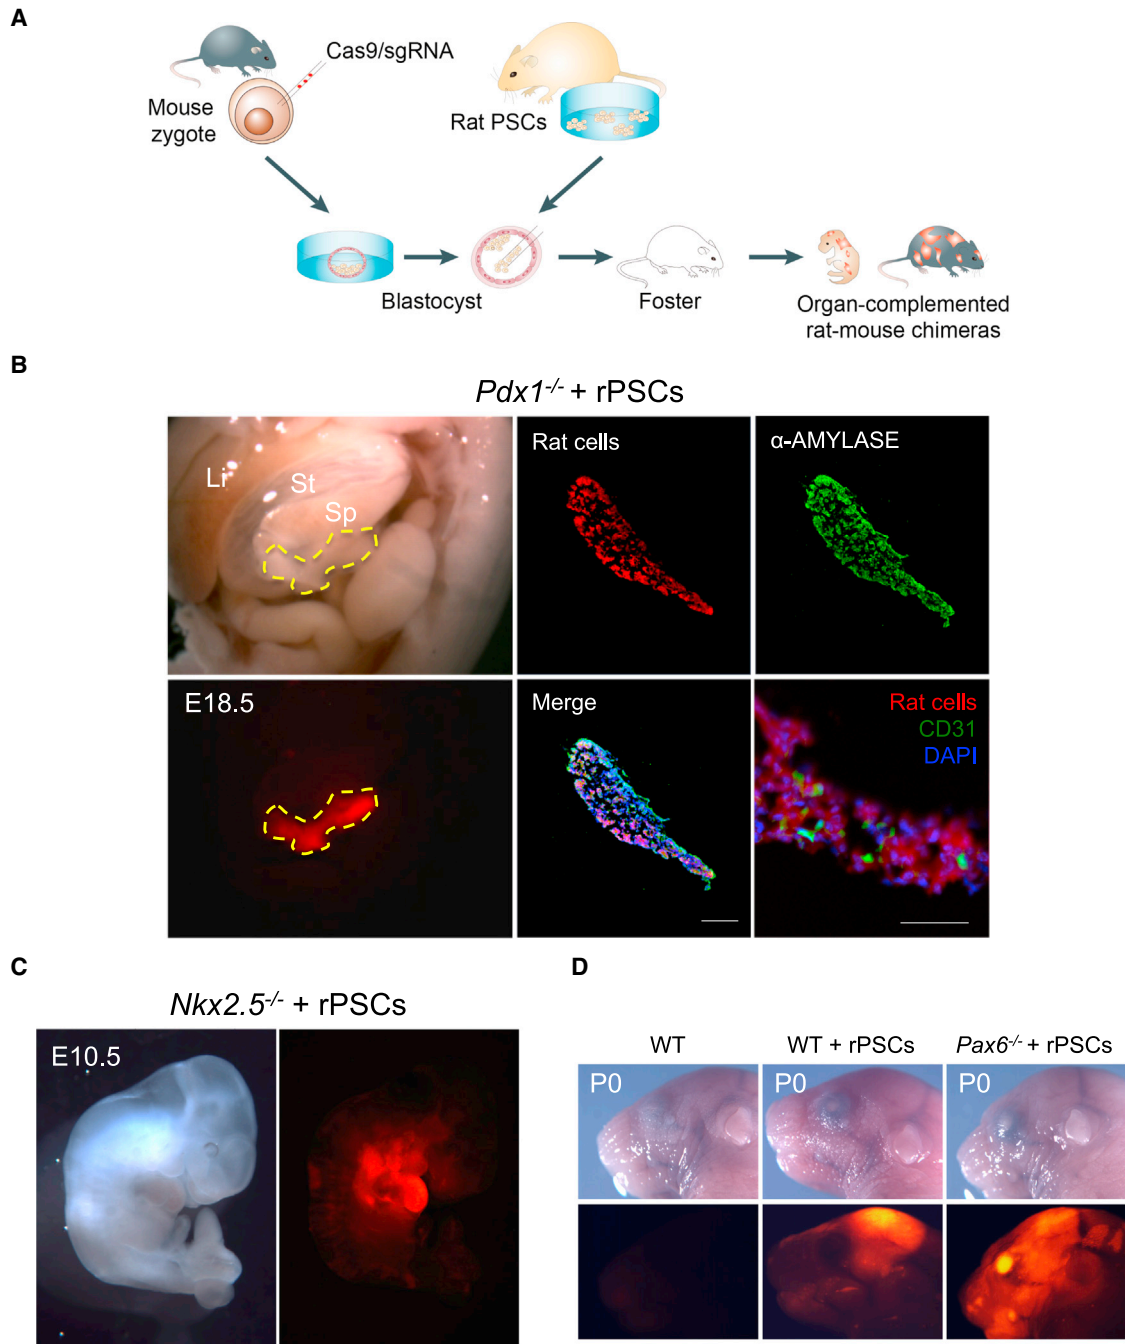 A
Cas9/sgRNA
Mouse
zygote
Rat PSCs
Blastocyst
Foster
Organ-complemented
rat-mouse chimeras
B
Pdx1-/- + rPSCs
Li
St
Sp
Rat cells
α-AMYLASE
E18.5
Merge
Rat cells
CD31
DAPI
C
D
Nkx2.5-/- + rPSCs
E10.5
WT
WT + rPSCs
Pax6-/- + rPSCs
P0
P0
P0